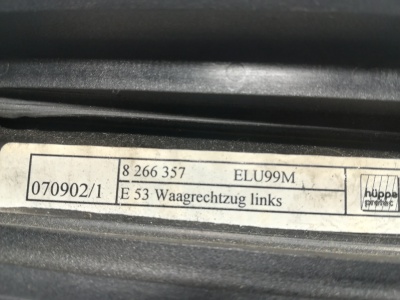 8 266 357 ELU99M
070902/1 E 53 Waagrechtzug links
hüppe
protec